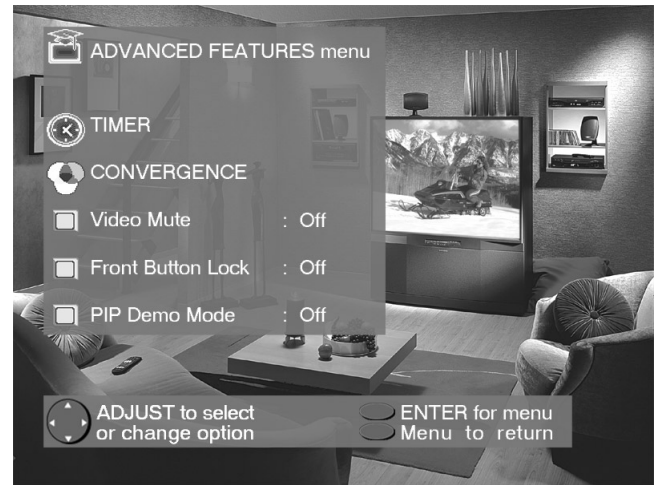 ADVANCED FEATURES menu
TIMER
CONVERGENCE
Video Mute : Off
Front Button Lock : Off
PIP Demo Mode : Off
ADJUST to select
or change option
ENTER for menu
Menu to return